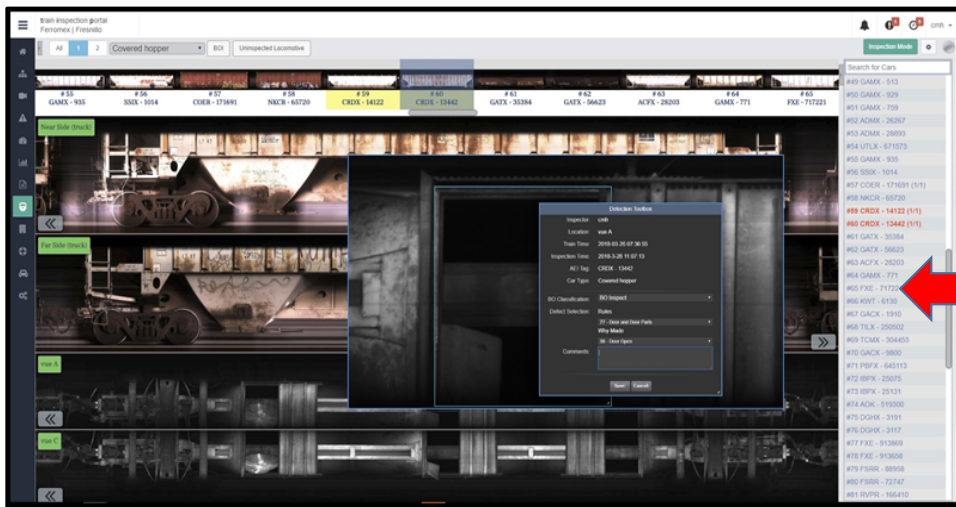 train inspection portal
Ferromex | Fresnillo
cmh
All 1 2 Covered hopper BOI Uninspected Locomotive
Inspection Mode
Search for Cars
# 55
GAMX - 935
# 56
SSIX - 1014
# 57
COER - 171691
# 58
NKCR - 65720
# 59
CRDX - 14122
# 60
CRDX - 13442
# 61
GATX - 35384
# 62
GATX - 56623
# 63
ACFX - 28203
# 64
GAMX - 771
# 65
FXE - 717221
Near Side (truck)
Far Side (truck)
vue A
vue C
Detection Toolbox
Inspector: cmh
Location: vue A
Train Time: 2018-03-26 07:36:55
Inspection Time: 2018-3-26 11:07:13
AEI Tag: CRDX - 13442
Car Type: Covered hopper
BO Classification: BO Inspect
Defect Selection: Rules
77 - Door and Door Parts
Why Made
36 - Door Open
Comments:
Save Cancel
#49 GAMX - 513
#50 GAMX - 929
#51 GAMX - 759
#52 ADMX - 26267
#53 ADMX - 28893
#54 UTLX - 671573
#55 GAMX - 935
#56 SSIX - 1014
#57 COER - 171691 (1/1)
#58 NKCR - 65720
#59 CRDX - 14122 (1/1)
#60 CRDX - 13442 (1/1)
#61 GATX - 35384
#62 GATX - 56623
#63 ACFX - 28203
#64 GAMX - 771
#65 FXE - 71722
#66 KWT - 6130
#67 GACX - 1910
#68 TILX - 250502
#69 TCMX - 304453
#70 GACX - 9800
#71 PBFX - 645113
#72 IBPX - 25075
#73 IBPX - 25131
#74 AOK - 519300
#75 DGHX - 3191
#76 DGHX - 3117
#77 FXE - 913869
#78 FXE - 913658
#79 FSRR - 88958
#80 FSRR - 72747
#81 RVPR - 166410